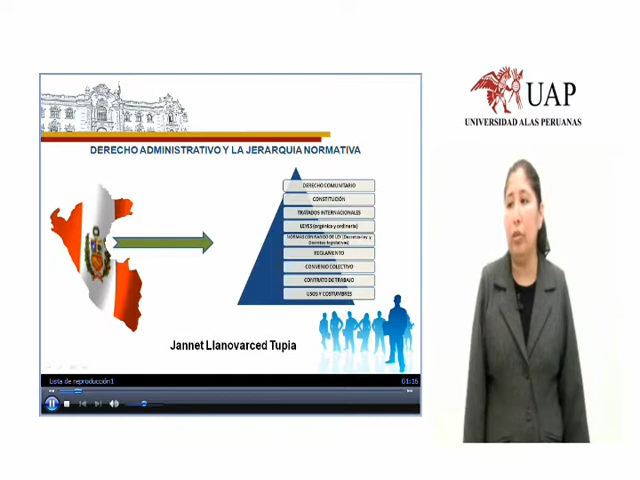 UAP
UNIVERSIDAD ALAS PERUANAS
DERECHO ADMINISTRATIVO Y LA JERARQUIA NORMATIVA
DERECHO COMUNITARIO
CONSTITUCIÓN
TRATADOS INTERNACIONALES
LEYES (orgánica y ordinaria)
NORMAS CON RANGO DE LEY (Decretos-ley y
Decretos legislativos)
REGLAMENTO
CONVENIO COLECTIVO
CONTRATO DE TRABAJO
USOS Y COSTUMBRES
Jannet Llanovarced Tupia
Lista de reproducción1
01:16